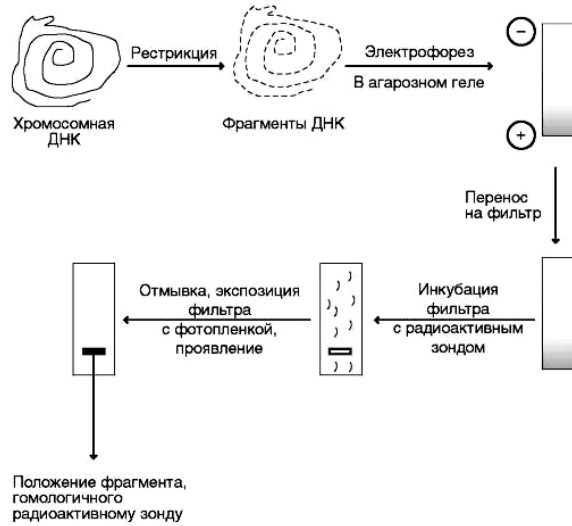 Рестрикция
Электрофорез
В агарозном геле
−
+
Хромосомная
ДНК
Фрагменты ДНК
Перенос
на фильтр
Инкубация
фильтра
с радиоактивным
зондом
Отмывка, экспозиция
фильтра
с фотопленкой,
проявление
Положение фрагмента,
гомологичного
радиоактивному зонду